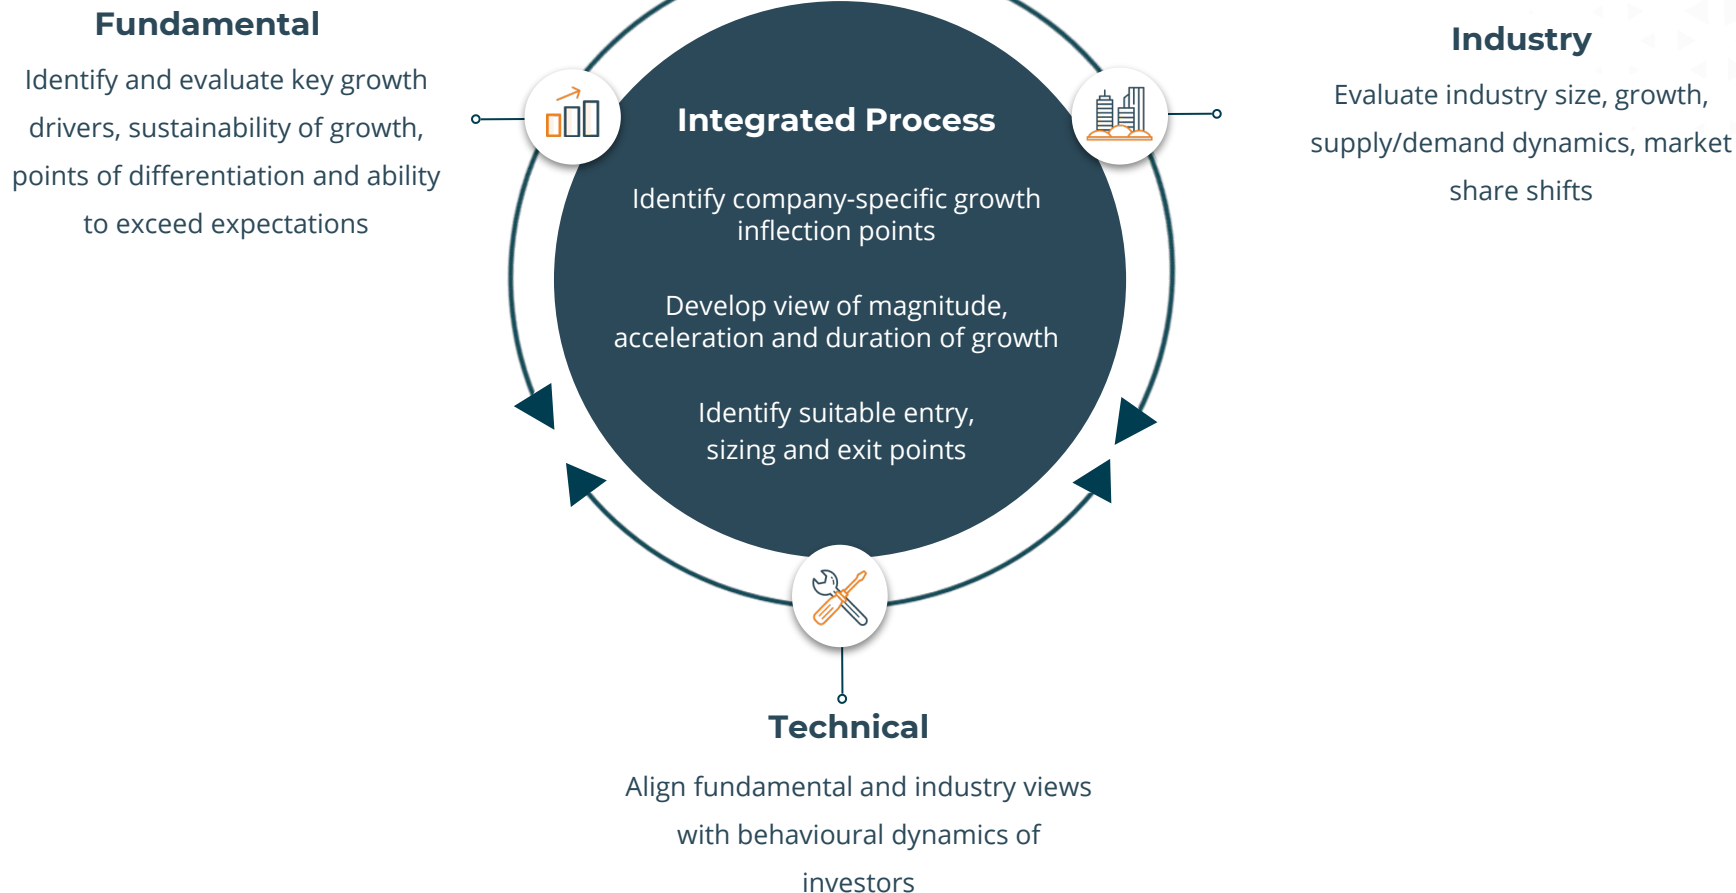 Fundamental
Identify and evaluate key growth
drivers, sustainability of growth,
points of differentiation and ability
to exceed expectations
Integrated Process
Identify company-specific growth
inflection points
Develop view of magnitude,
acceleration and duration of growth
Identify suitable entry,
sizing and exit points
Industry
Evaluate industry size, growth,
supply/demand dynamics, market
share shifts
Technical
Align fundamental and industry views
with behavioural dynamics of
investors